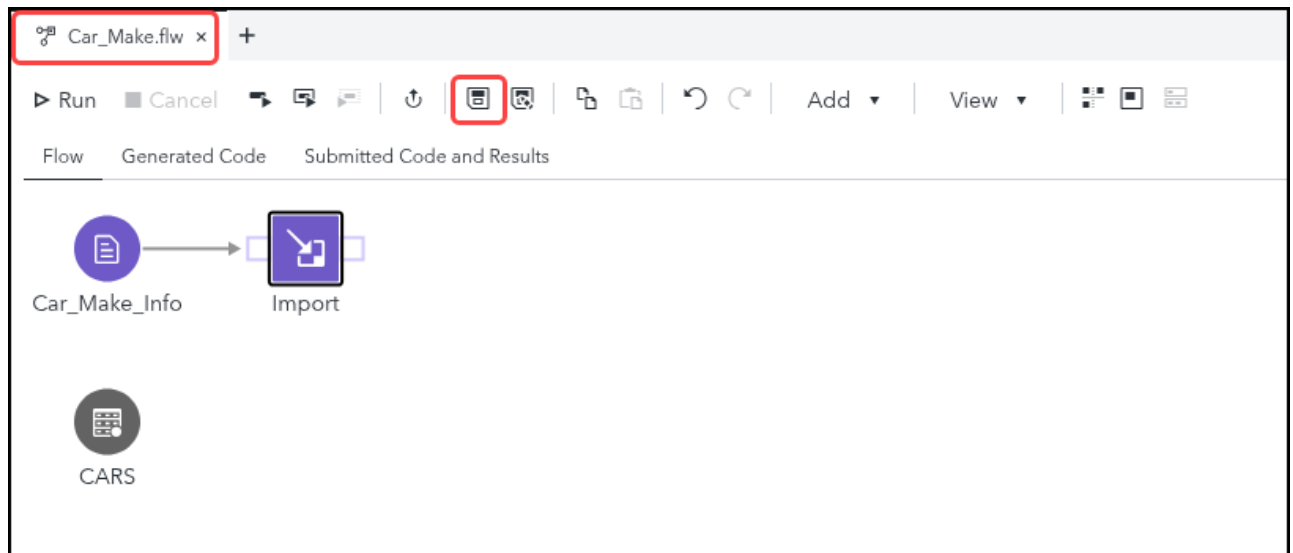 Car_Make.flw × +
Run Cancel Add View
Flow Generated Code Submitted Code and Results
Car_Make_Info Import
CARS